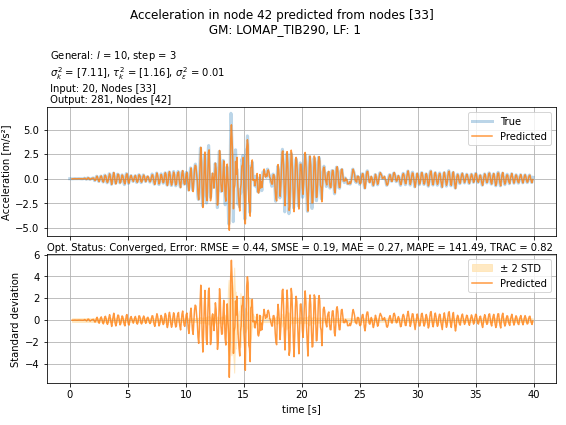 Acceleration in node 42 predicted from nodes [33]
GM: LOMAP_TIB290, LF: 1
General: l = 10, step = 3
σ²ₖ = [7.11], τ²ₖ = [1.16], σ²ε = 0.01
Input: 20, Nodes [33]
Output: 281, Nodes [42]
Acceleration [m/s²]
5.0
2.5
0.0
−2.5
−5.0
True
Predicted
Opt. Status: Converged, Error: RMSE = 0.44, SMSE = 0.19, MAE = 0.27, MAPE = 141.49, TRAC = 0.82
Standard deviation
6
4
2
0
−2
−4
± 2 STD
Predicted
0 5 10 15 20 25 30 35 40
time [s]